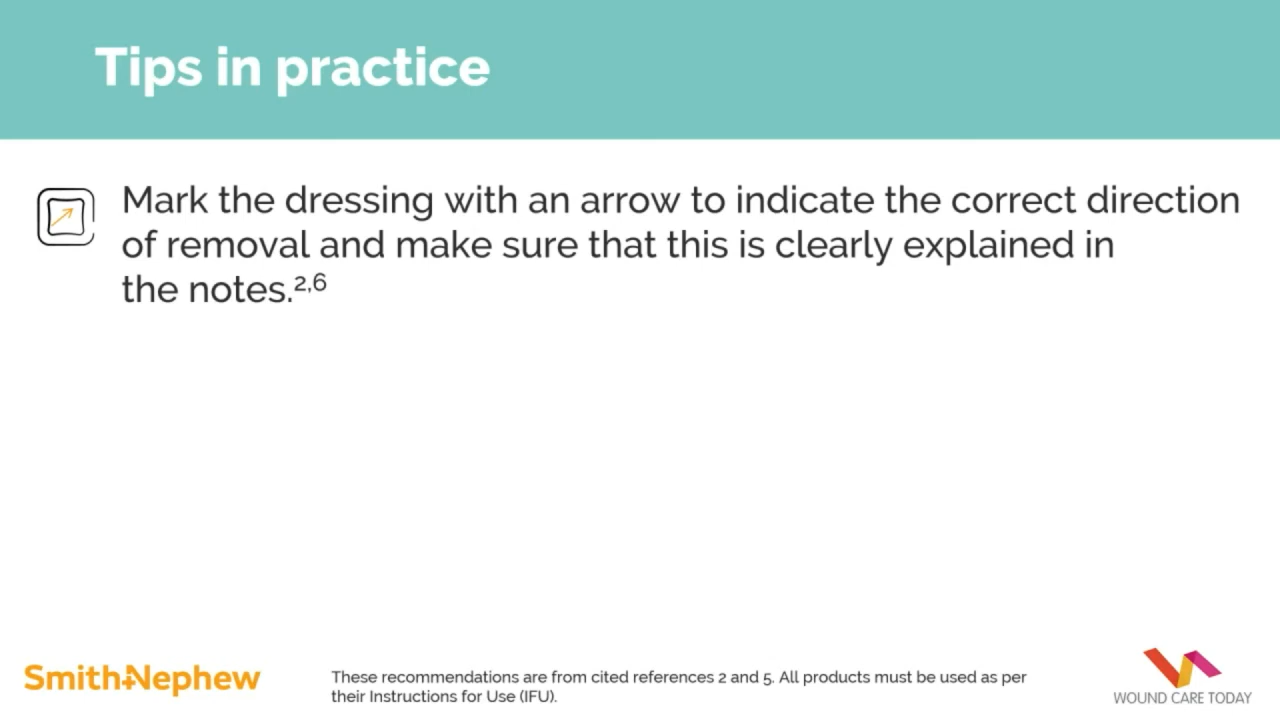 Tips in practice
Mark the dressing with an arrow to indicate the correct direction
of removal and make sure that this is clearly explained in
the notes.2,6
Smith+Nephew
These recommendations are from cited references 2 and 5. All products must be used as per
their Instructions for Use (IFU).
WOUND CARE TODAY